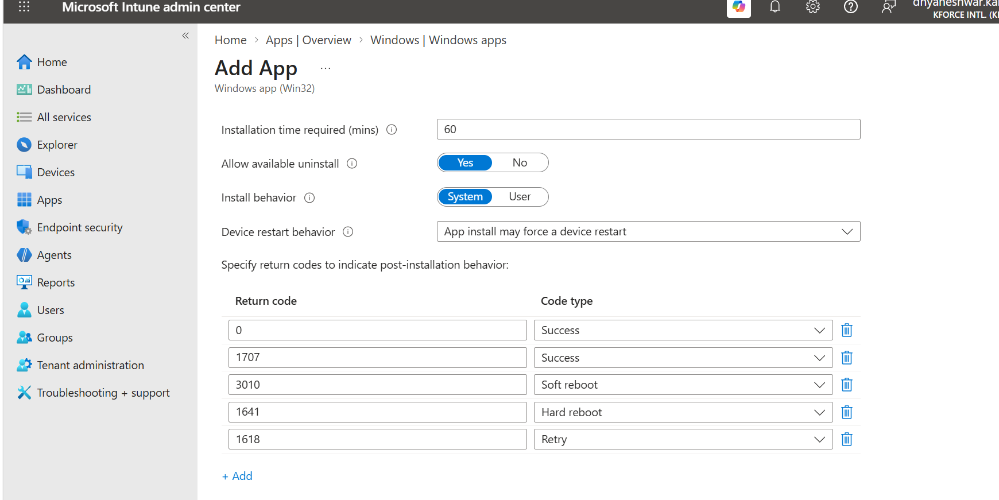 Microsoft Intune admin center
KFORCE INTL.
Home
Dashboard
All services
Explorer
Devices
Apps
Endpoint security
Agents
Reports
Users
Groups
Tenant administration
Troubleshooting + support
Home > Apps | Overview > Windows | Windows apps
Add App ...
Windows app (Win32)
Installation time required (mins) 60
Allow available uninstall Yes No
Install behavior System User
Device restart behavior App install may force a device restart
Specify return codes to indicate post-installation behavior:
Return code Code type
0 Success
1707 Success
3010 Soft reboot
1641 Hard reboot
1618 Retry
+ Add